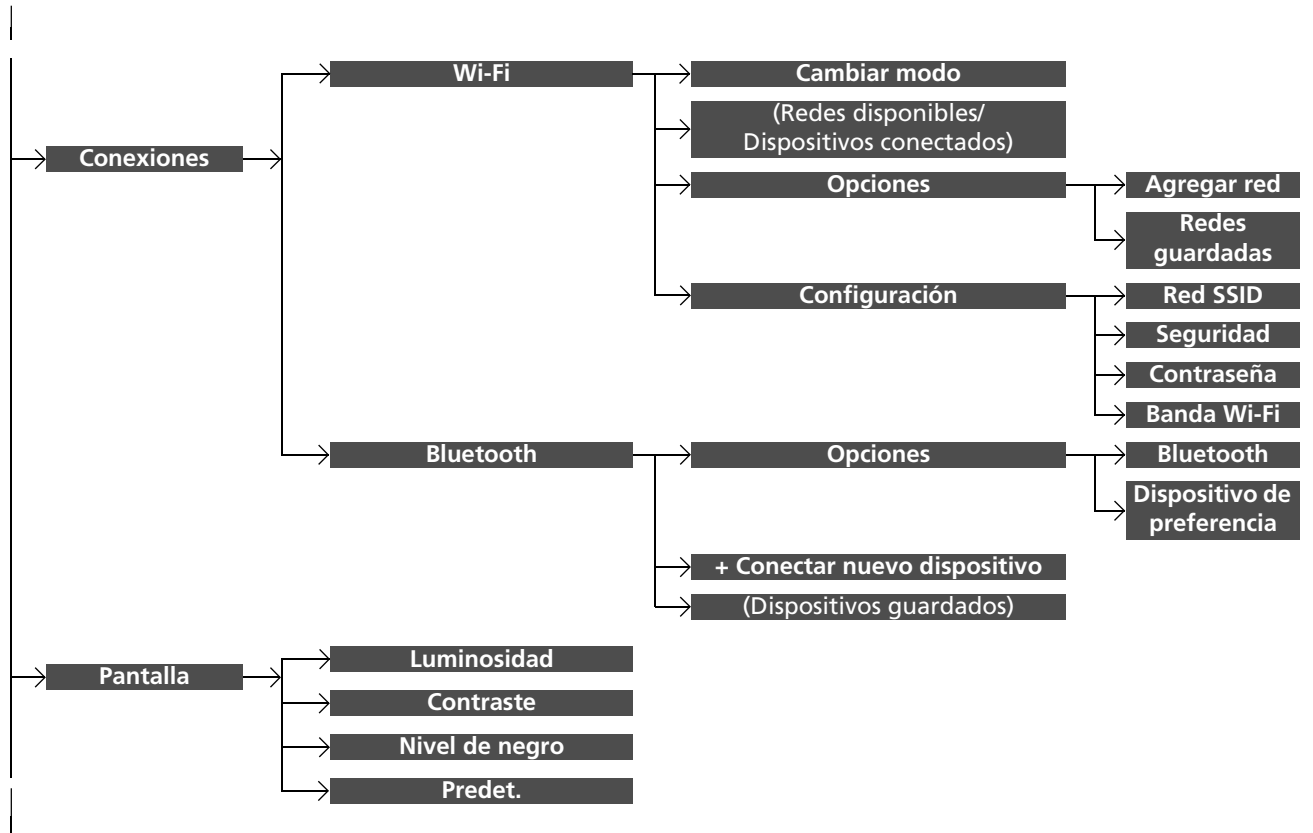 Wi-Fi
Cambiar modo
(Redes disponibles/
Dispositivos conectados)
Conexiones
Opciones
Agregar red
Redes
guardadas
Configuración
Red SSID
Seguridad
Contraseña
Banda Wi-Fi
Bluetooth
Opciones
Bluetooth
Dispositivo de
preferencia
+ Conectar nuevo dispositivo
(Dispositivos guardados)
Pantalla
Luminosidad
Contraste
Nivel de negro
Predet.